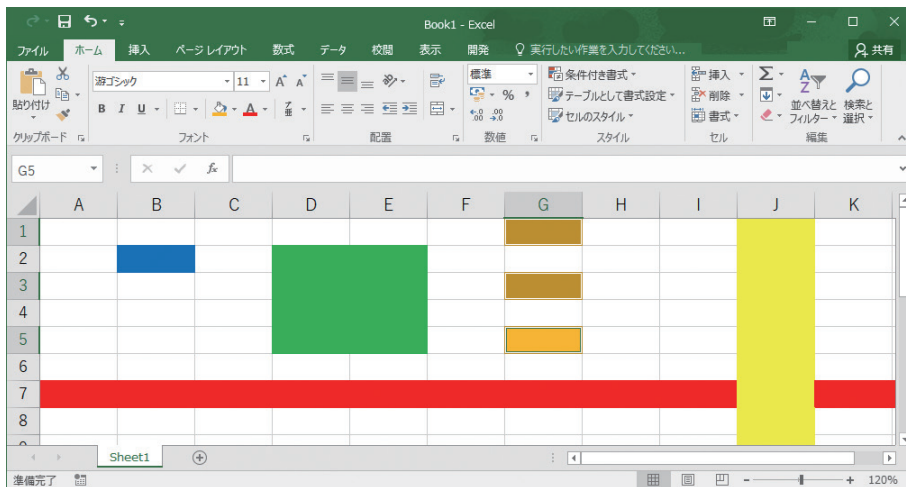 Book1 - Excel
ファイル ホーム 挿入 ページ レイアウト 数式 データ 校閲 表示 開発 実行したい作業を入力してください... 共有
貼り付け 游ゴシック 11 A A 標準 条件付き書式 挿入 Σ A Z 並べ替えと フィルター 検索と 選択
B I U A 亜 % , テーブルとして書式設定 削除
.0 .00 .00 .0 セルのスタイル 書式
クリップボード フォント 配置 数値 スタイル セル 編集
G5 fx
A B C D E F G H I J K
1
2
3
4
5
6
7
8
Sheet1
準備完了 120%